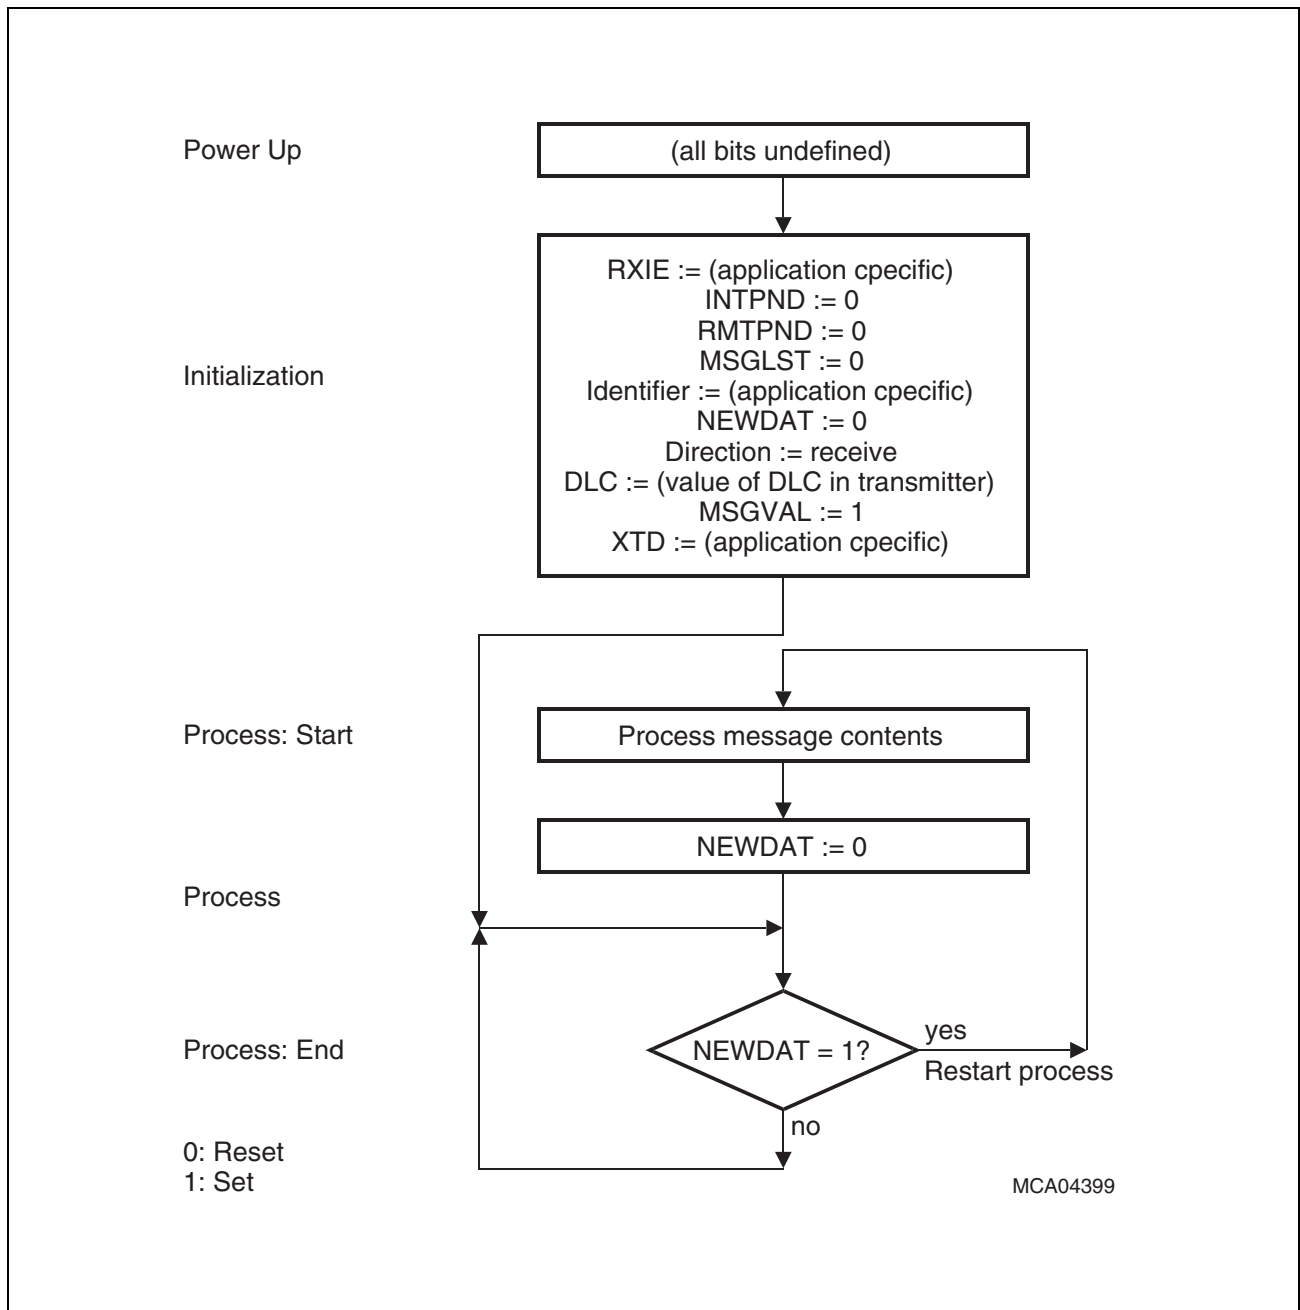 Power Up
(all bits undefined)
RXIE := (application cpecific)
INTPND := 0
RMTPND := 0
MSGLST := 0
Initialization
Identifier := (application cpecific)
NEWDAT := 0
Direction := receive
DLC := (value of DLC in transmitter)
MSGVAL := 1
XTD := (application cpecific)
Process: Start
Process message contents
NEWDAT := 0
Process
Process: End
NEWDAT = 1?
yes
Restart process
no
0: Reset
1: Set
MCA04399